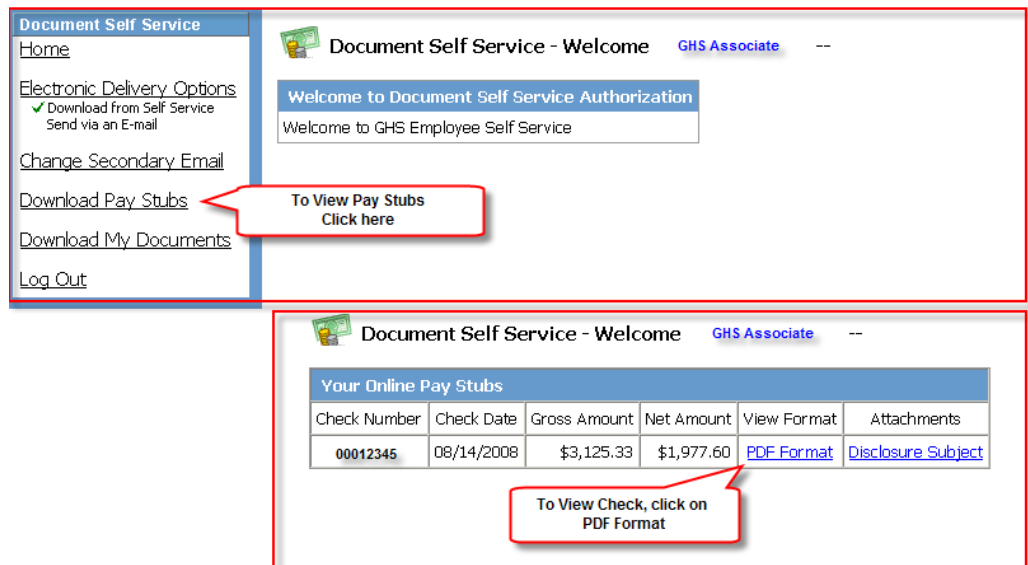 Document Self Service
Home
Electronic Delivery Options
Download from Self Service
Send via an E-mail
Change Secondary Email
Download Pay Stubs
Download My Documents
Log Out
Document Self Service - Welcome GHS Associate --
Welcome to Document Self Service Authorization
Welcome to GHS Employee Self Service
To View Pay Stubs
Click here
Document Self Service - Welcome GHS Associate --
Your Online Pay Stubs
Check Number Check Date Gross Amount Net Amount View Format Attachments
00012345 08/14/2008 $3,125.33 $1,977.60 PDF Format Disclosure Subject
To View Check, click on
PDF Format